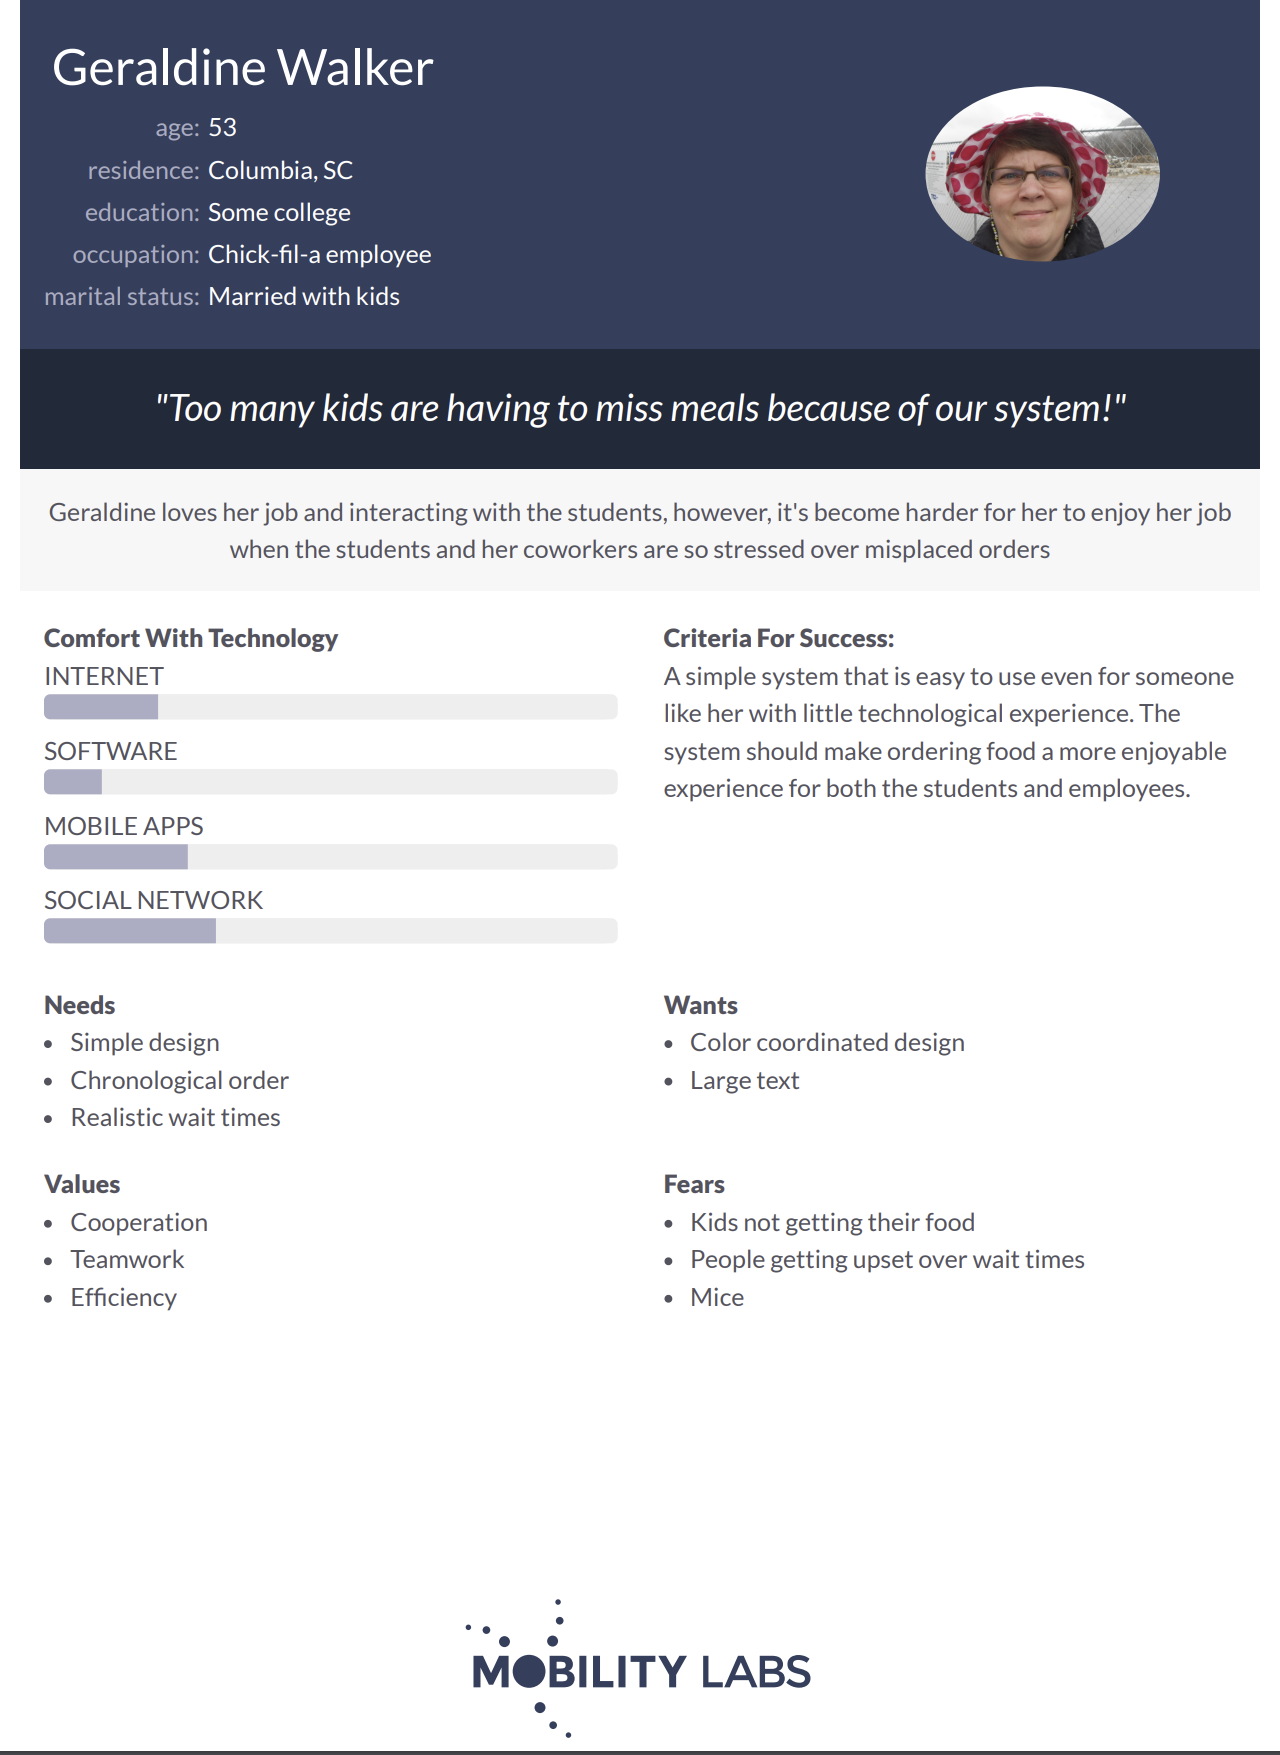 Geraldine Walker
age: 53
residence: Columbia, SC
education: Some college
occupation: Chick-fil-a employee
marital status: Married with kids
"Too many kids are having to miss meals because of our system!"
Geraldine loves her job and interacting with the students, however, it's become harder for her to enjoy her job
when the students and her coworkers are so stressed over misplaced orders
Comfort With Technology
INTERNET
SOFTWARE
MOBILE APPS
SOCIAL NETWORK
Criteria For Success:
A simple system that is easy to use even for someone
like her with little technological experience. The
system should make ordering food a more enjoyable
experience for both the students and employees.
Needs
• Simple design
• Chronological order
• Realistic wait times
Wants
• Color coordinated design
• Large text
Values
• Cooperation
• Teamwork
• Efficiency
Fears
• Kids not getting their food
• People getting upset over wait times
• Mice
MOBILITY LABS